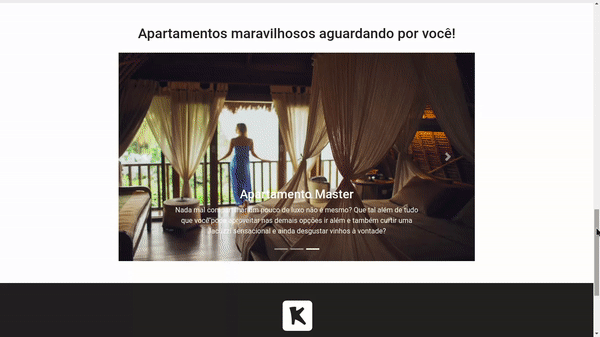 Apartamentos maravilhosos aguardando por você!
Apartamento Master
Nada mal compartilhar um pouco de luxo não é mesmo? Que tal além de tudo
que você pode aproveitar nas demais opções ir além e também curtir uma
Jacuzzi sensacional e ainda desgustar vinhos à vontade?
K